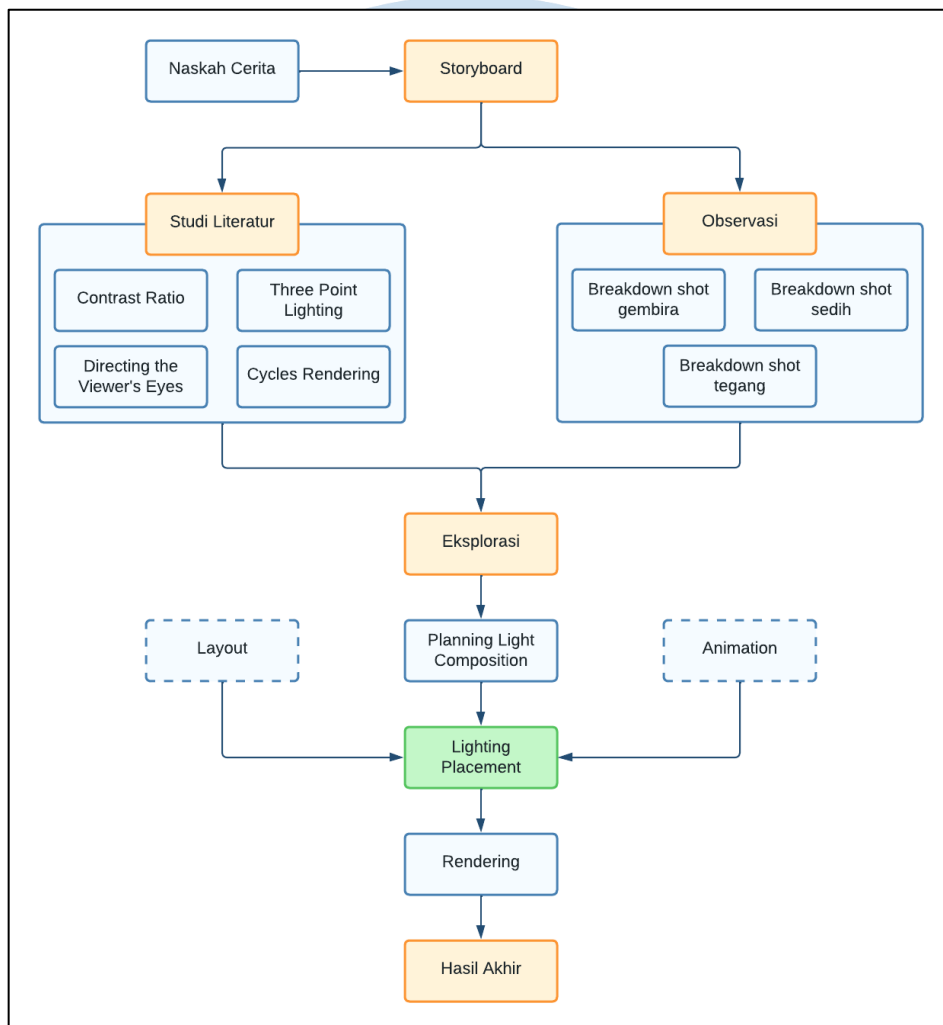 Naskah Cerita
Storyboard
Studi Literatur
Observasi
Contrast Ratio
Three Point
Lighting
Directing the
Viewer's Eyes
Cycles Rendering
Breakdown shot
gembira
Breakdown shot
sedih
Breakdown shot
tegang
Eksplorasi
Layout
Planning Light
Composition
Animation
Lighting
Placement
Rendering
Hasil Akhir